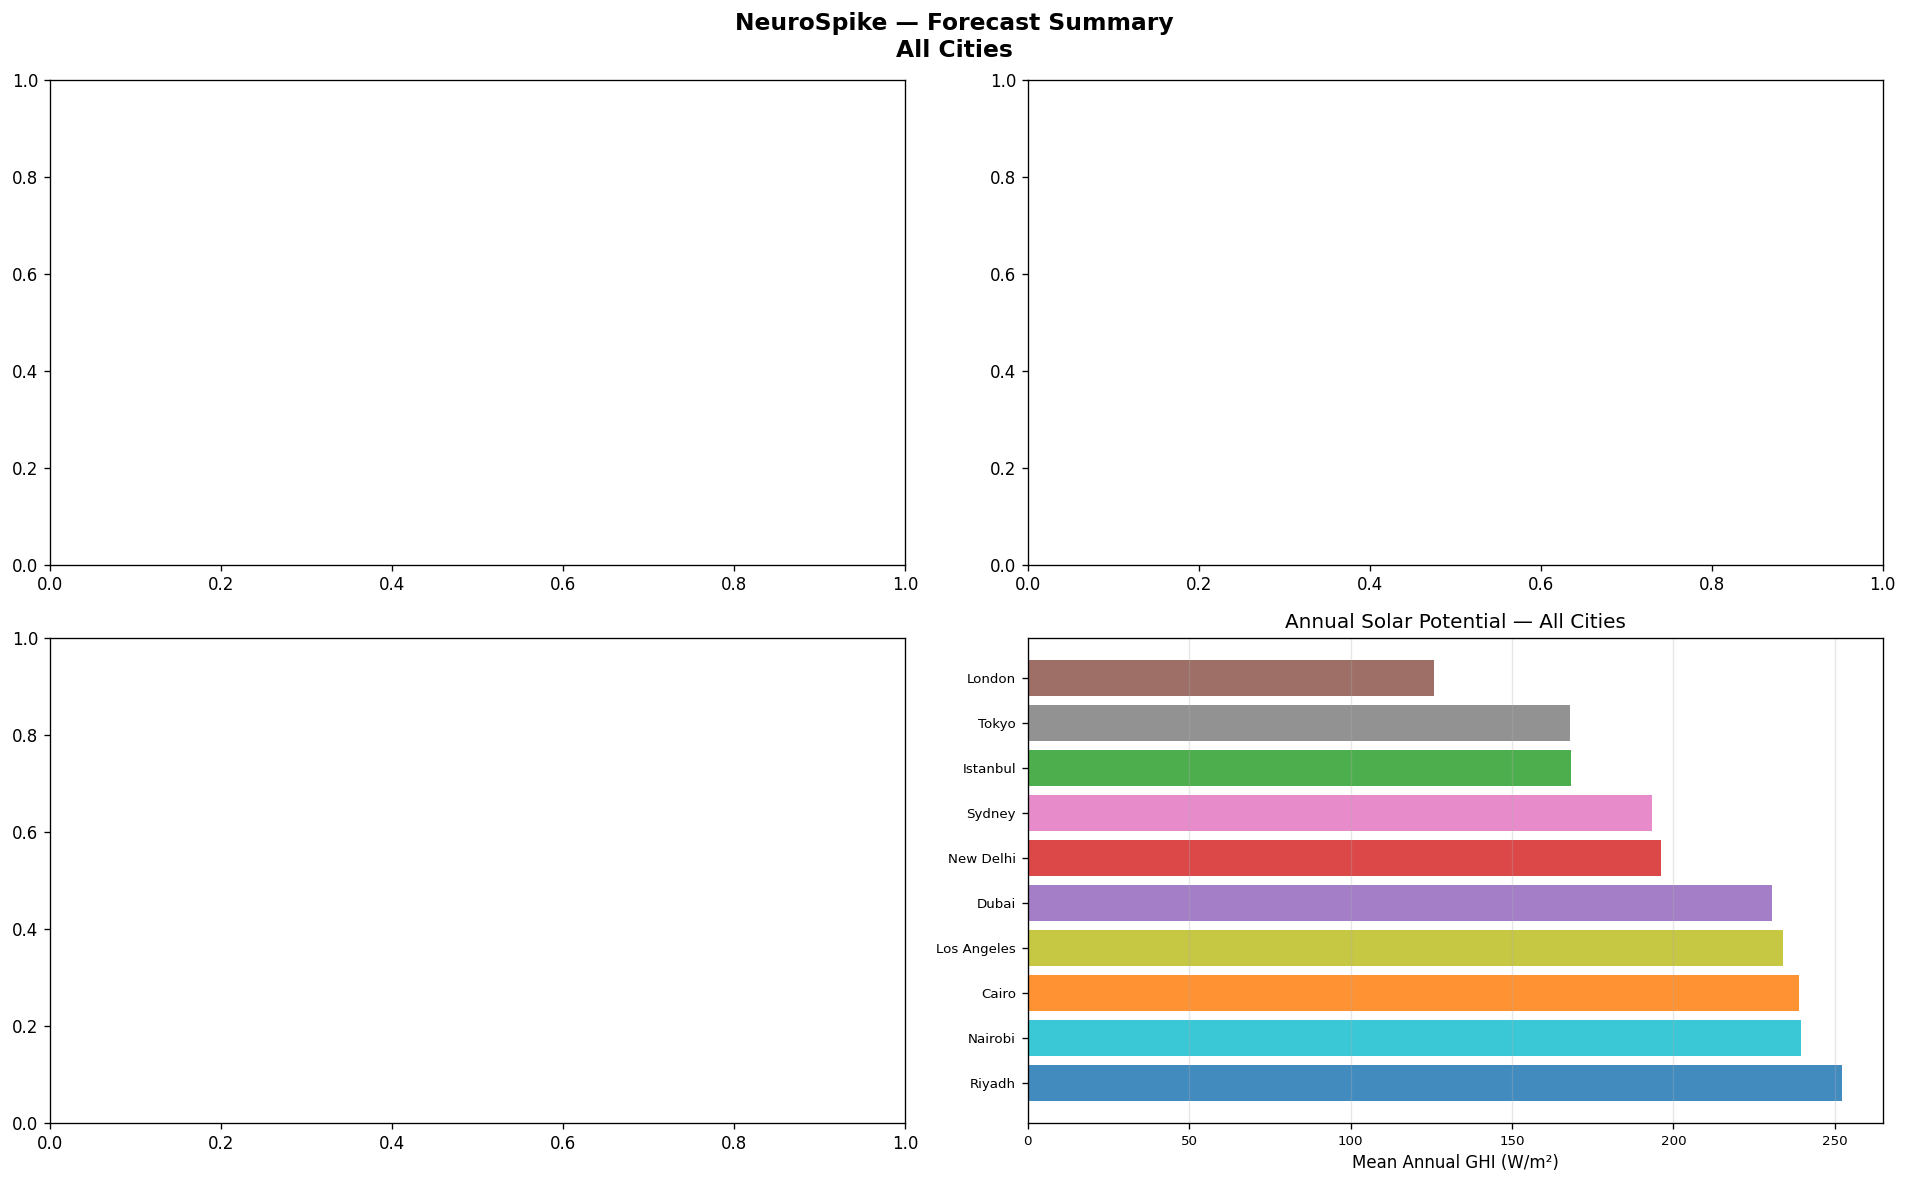 NeuroSpike — Forecast Summary
All Cities
1.0
0.8
0.6
0.4
0.2
0.0
0.0 0.2 0.4 0.6 0.8 1.0
1.0
0.8
0.6
0.4
0.2
0.0
0.0 0.2 0.4 0.6 0.8 1.0
1.0
0.8
0.6
0.4
0.2
0.0
0.0 0.2 0.4 0.6 0.8 1.0
Annual Solar Potential — All Cities
London
Tokyo
Istanbul
Sydney
New Delhi
Dubai
Los Angeles
Cairo
Nairobi
Riyadh
0 50 100 150 200 250
Mean Annual GHI (W/m²)